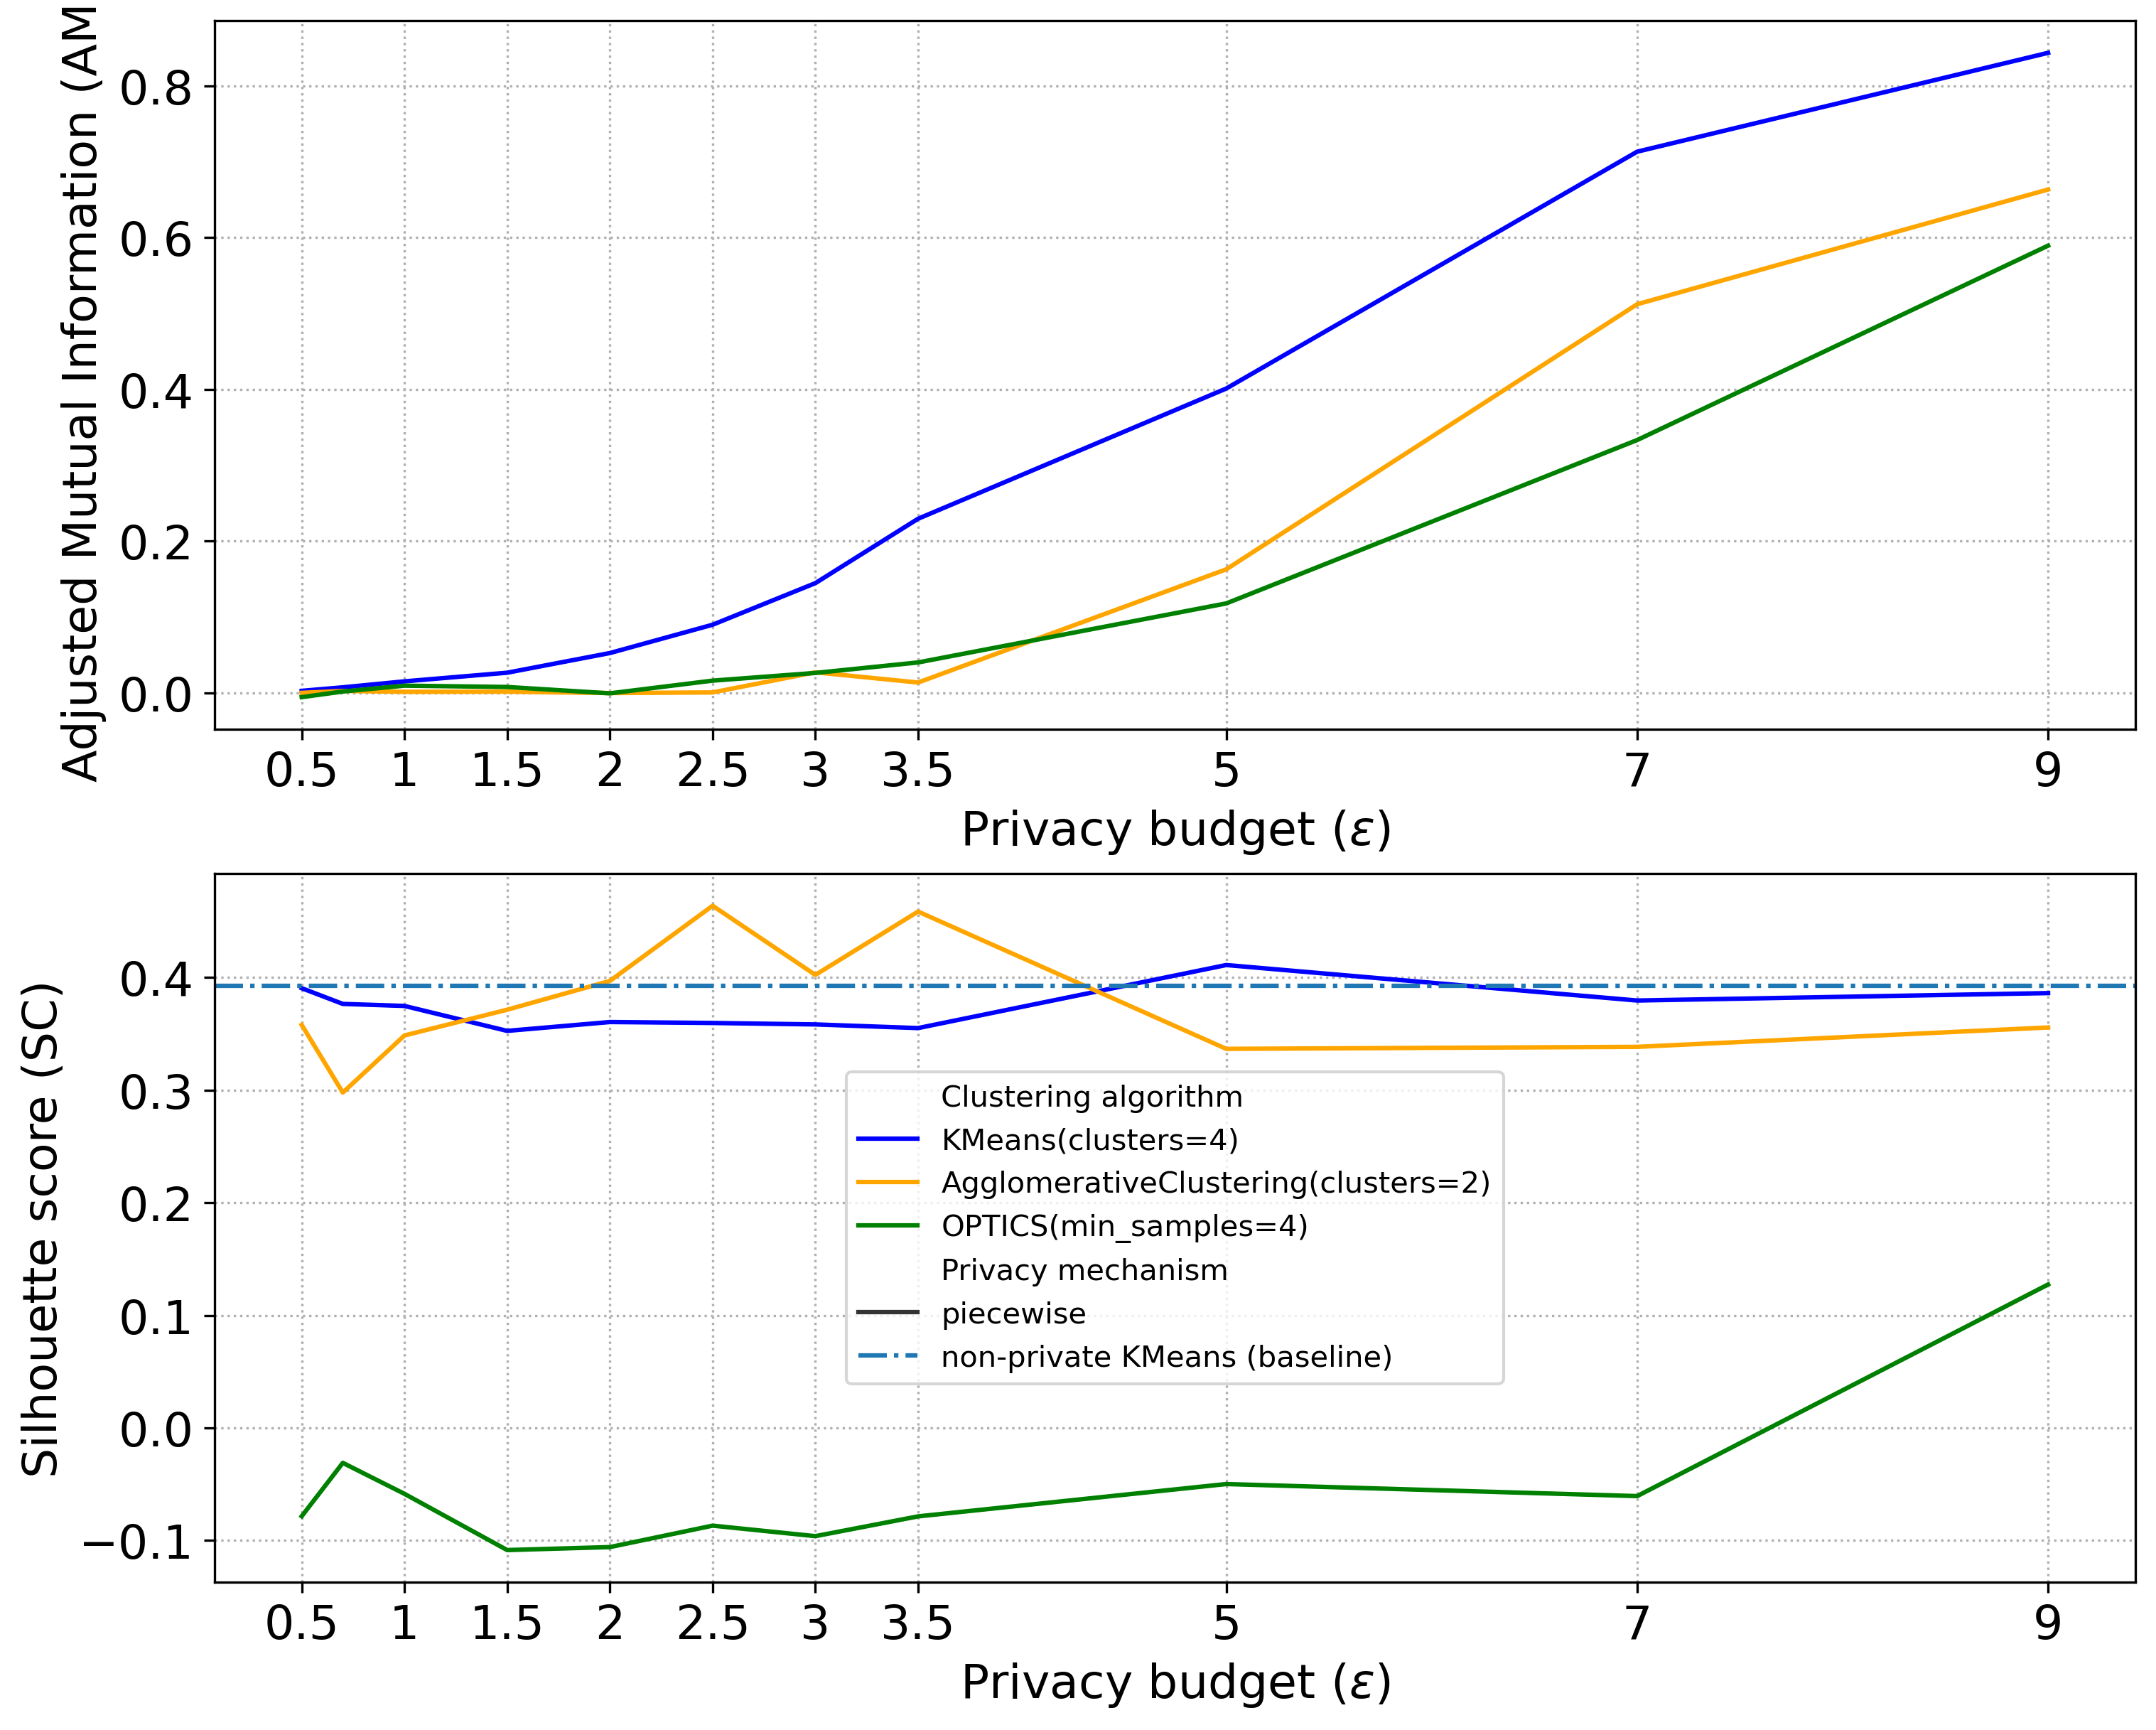 Adjusted Mutual Information (AM
0.8
0.6
0.4
0.2
0.0
0.5 1 1.5 2 2.5 3 3.5 5 7 9
Privacy budget (ε)
Silhouette score (SC)
0.4
0.3
0.2
0.1
0.0
−0.1
Clustering algorithm
KMeans(clusters=4)
AgglomerativeClustering(clusters=2)
OPTICS(min_samples=4)
Privacy mechanism
piecewise
non-private KMeans (baseline)
0.5 1 1.5 2 2.5 3 3.5 5 7 9
Privacy budget (ε)